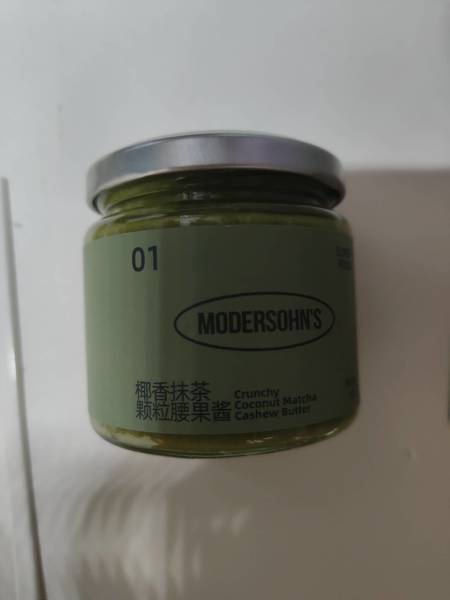 01
MODERSOHN'S
椰香抹茶
颗粒腰果酱
Crunchy
Coconut Matcha
Cashew Butter